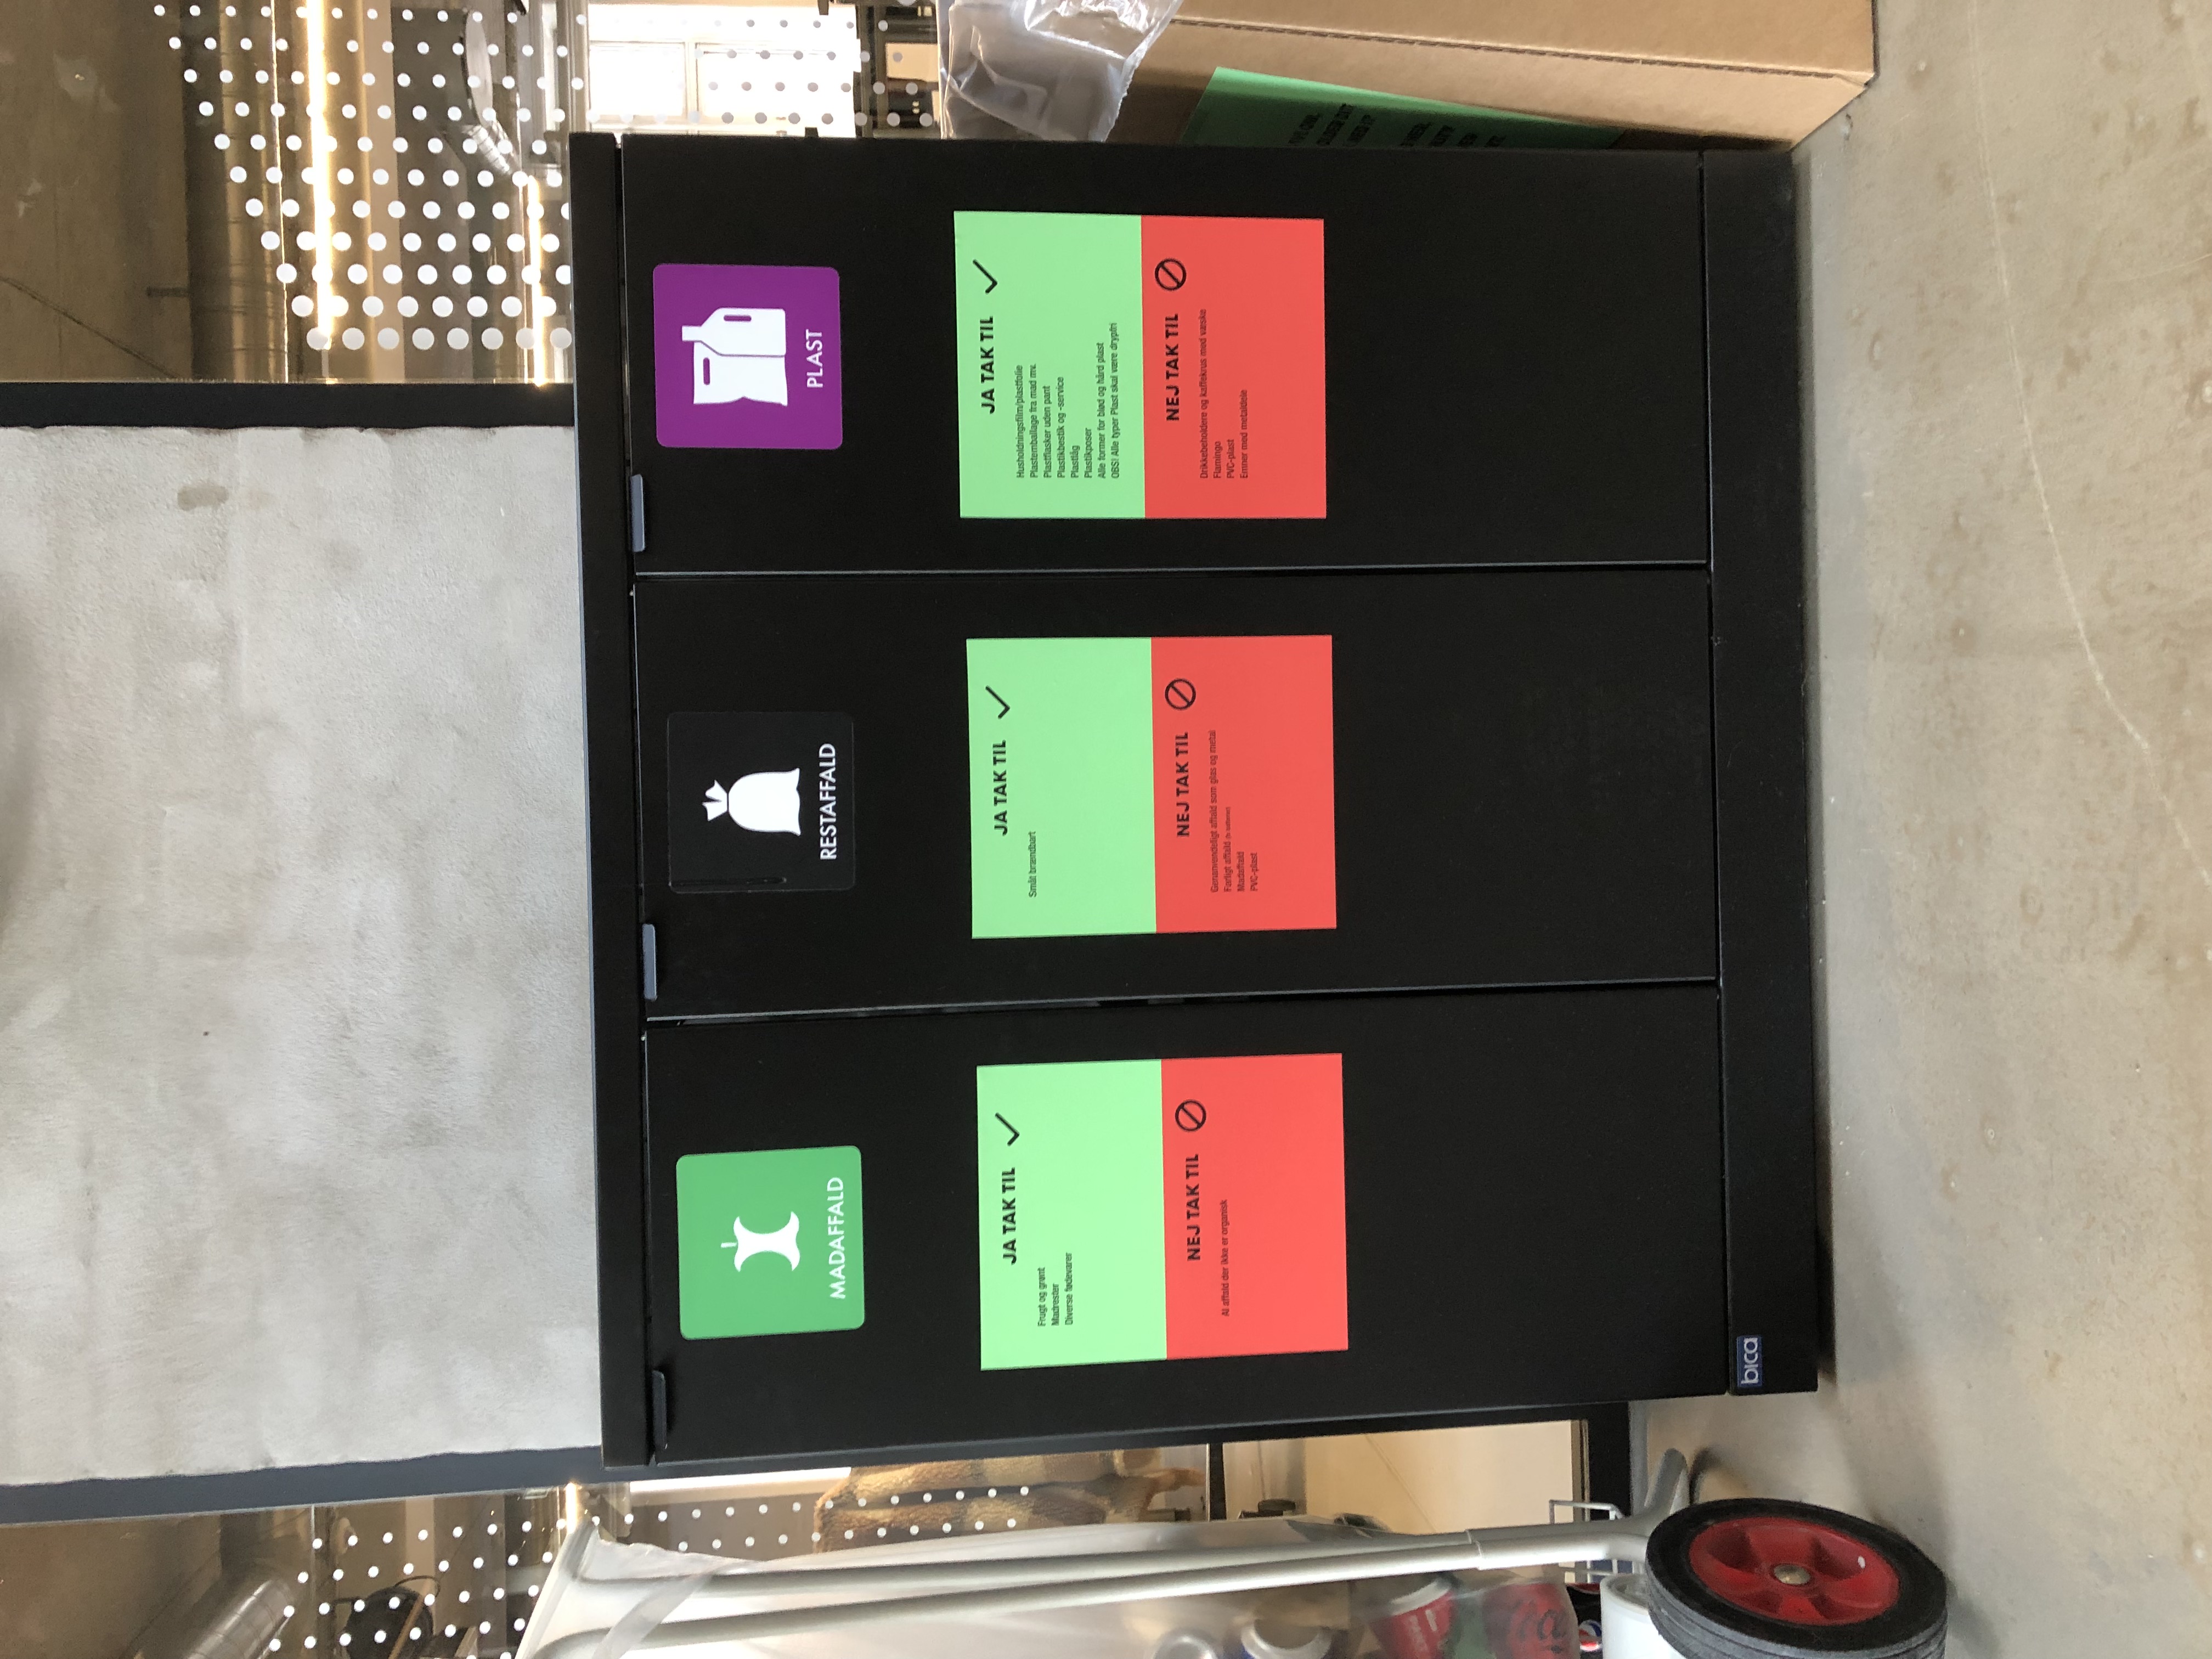 MADAFFALD
JA TAK TIL
Frugt og grønt
Madrester
Diverse fødevarer
NEJ TAK TIL
Al affald der ikke er organisk
RESTAFFALD
JA TAK TIL
Småt brændbart
NEJ TAK TIL
Genanvendeligt affald som glas og metal
Farligt affald
Madaffald
PVC-plast
PLAST
JA TAK TIL
Husholdningsfilm/plastfolie
Plastemballage fra mad mv.
Plastflasker uden pant
Plastikbestik og -service
Plastlåg
Plastikposer
Alle former for blød og hård plast
OBS! Alle typer Plast skal være drypfri
NEJ TAK TIL
Drikkebeholdere og kaffekrus med væske
Flamingo
PVC-plast
Emner med metaldele
bica